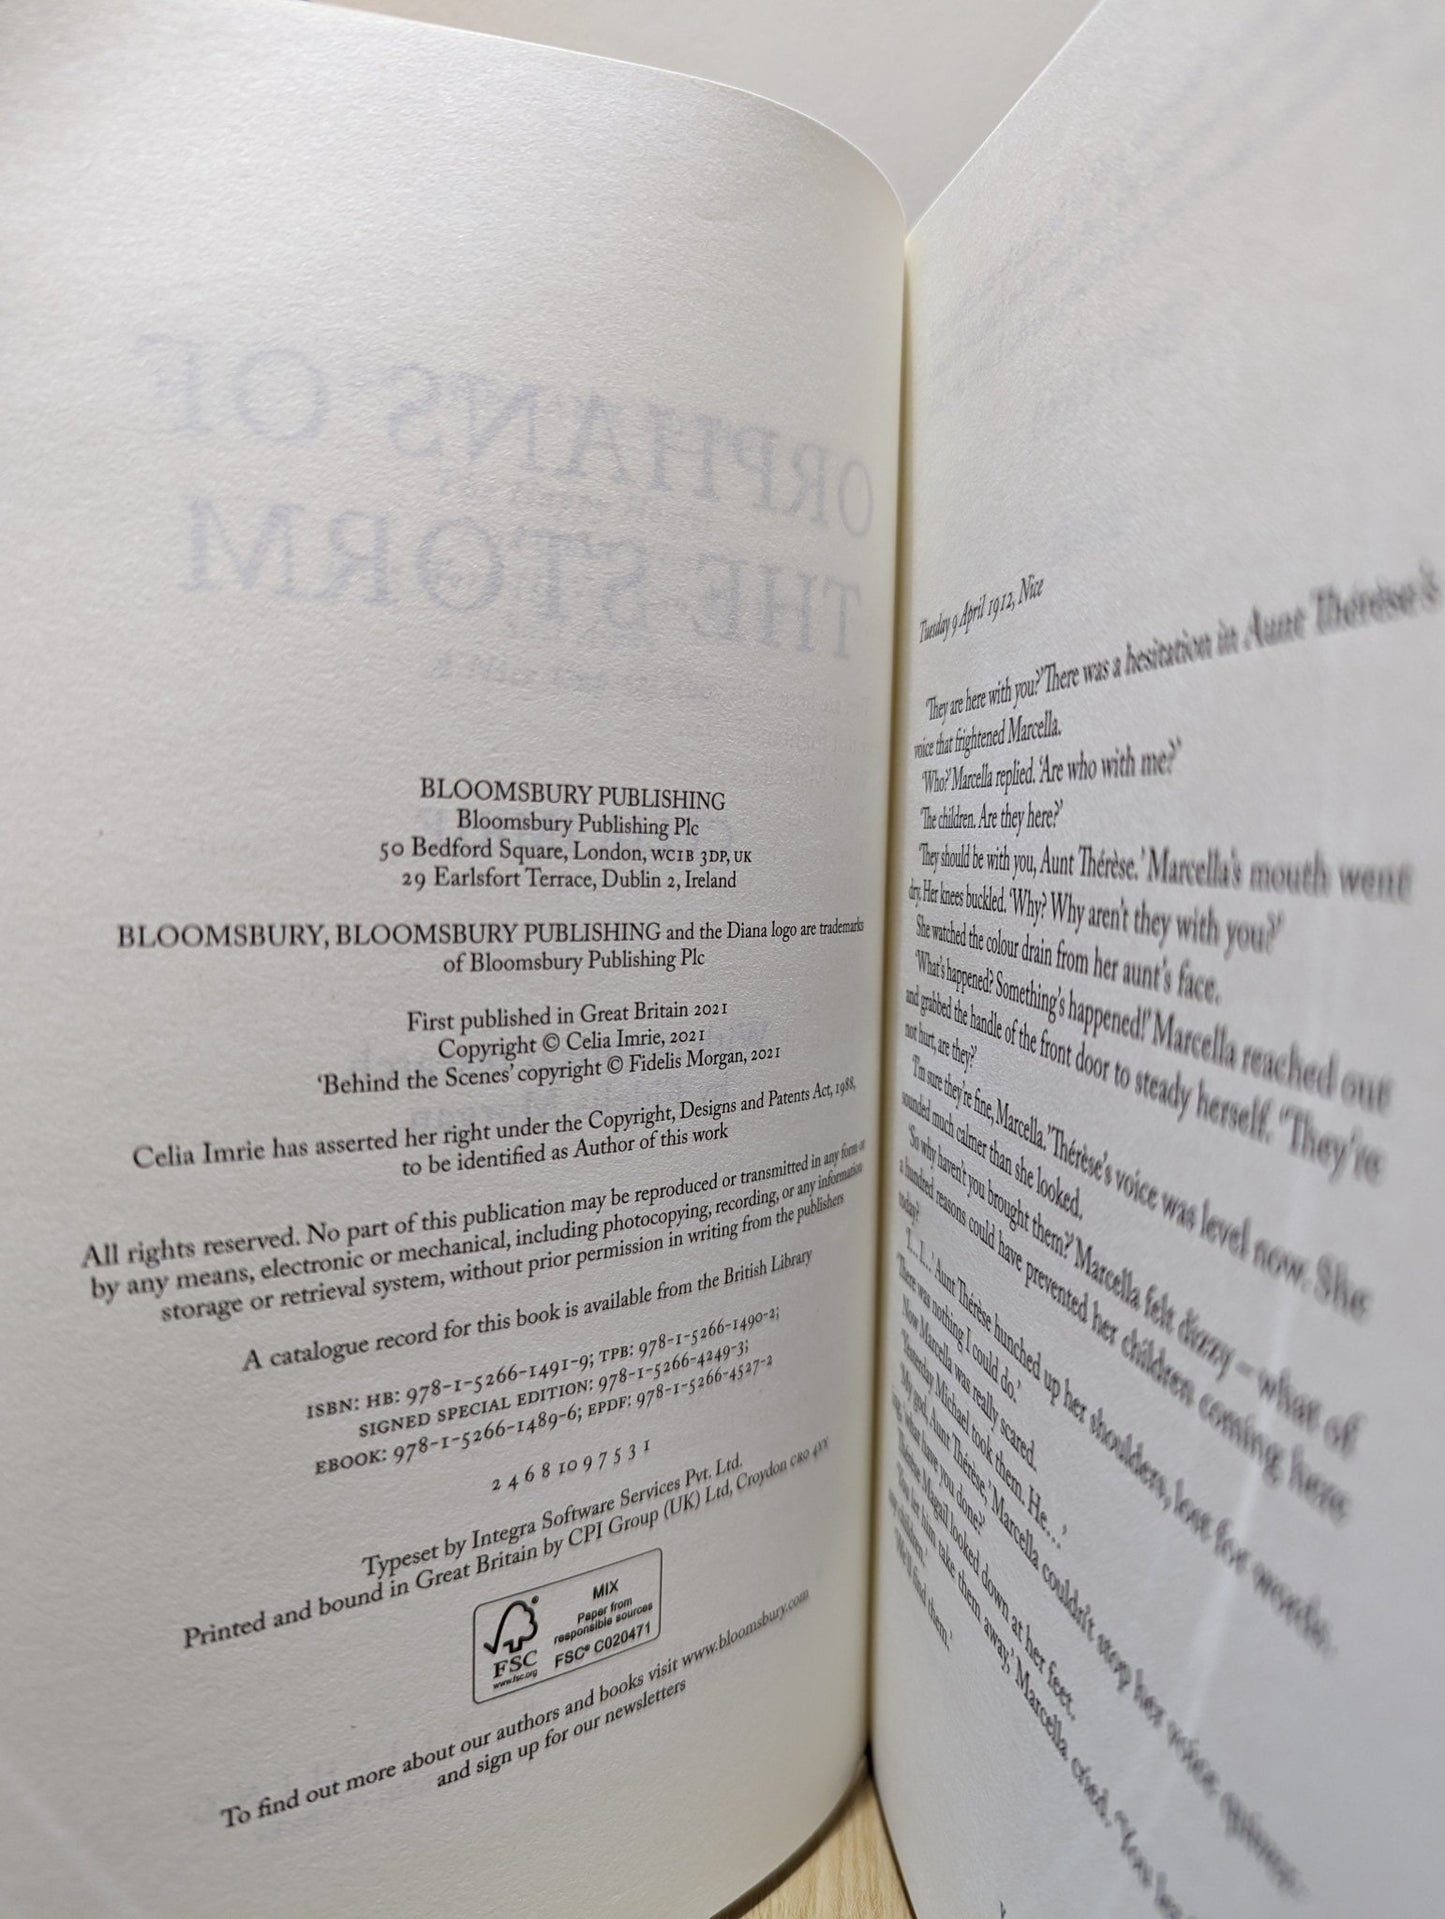 ORPHANS OF
THE STORM
BLOOMSBURY PUBLISHING
Bloomsbury Publishing Plc
50 Bedford Square, London, WC1B 3DP, UK
29 Earlsfort Terrace, Dublin 2, Ireland
BLOOMSBURY, BLOOMSBURY PUBLISHING and the Diana logo are trademarks
of Bloomsbury Publishing Plc
First published in Great Britain 2021
Copyright © Celia Imrie, 2021
‘Behind the Scenes’ copyright © Fidelis Morgan, 2021
Celia Imrie has asserted her right under the Copyright, Designs and Patents Act, 1988,
to be identified as Author of this work
All rights reserved. No part of this publication may be reproduced or transmitted in any form or
by any means, electronic or mechanical, including photocopying, recording, or any information
storage or retrieval system, without prior permission in writing from the publishers
A catalogue record for this book is available from the British Library
ISBN: HB: 978-1-5266-1491-9; TPB: 978-1-5266-1490-2;
SIGNED SPECIAL EDITION: 978-1-5266-4249-3;
EBOOK: 978-1-5266-1489-6; EPDF: 978-1-5266-4527-2
2 4 6 8 10 9 7 5 3 1
Typeset by Integra Software Services Pvt. Ltd.
Printed and bound in Great Britain by CPI Group (UK) Ltd, Croydon CR0 4YY
FSC
www.fsc.org
MIX
Paper from
responsible sources
FSC® C020471
To find out more about our authors and books visit www.bloomsbury.com
and sign up for our newsletters
Tuesday 9 April 1912, Nice
‘They are here with you?’ There was a hesitation in Aunt Thérèse’s
voice that frightened Marcella.
‘Who?’ Marcella replied. ‘Are who with me?’
‘The children. Are they here?’
‘They should be with you, Aunt Thérèse.’ Marcella’s mouth went
dry. Her knees buckled. ‘Why? Why aren’t they with you?’
She watched the colour drain from her aunt’s face.
‘What’s happened? Something’s happened!’ Marcella reached out
and grabbed the handle of the front door to steady herself. ‘They’re
not hurt, are they?’
‘I’m sure they’re fine, Marcella.’ Thérèse’s voice was level now. She
sounded much calmer than she looked.
‘So why haven’t you brought them?’ Marcella felt dizzy – what of
a hundred reasons could have prevented her children coming here
today?
‘I... I...’ Aunt Thérèse hunched up her shoulders, lost for words.
‘There was nothing I could do.’
Now Marcella was really scared.
‘Yesterday Michael took them. He...’
‘My god, Aunt Thérèse,’ Marcella couldn’t stop her voice
‘what have you done?’
Thérèse Magail looked down at her feet.
‘You let him take them away,’ Marcella cried. ‘You
my children.’
‘We’ll find them.’